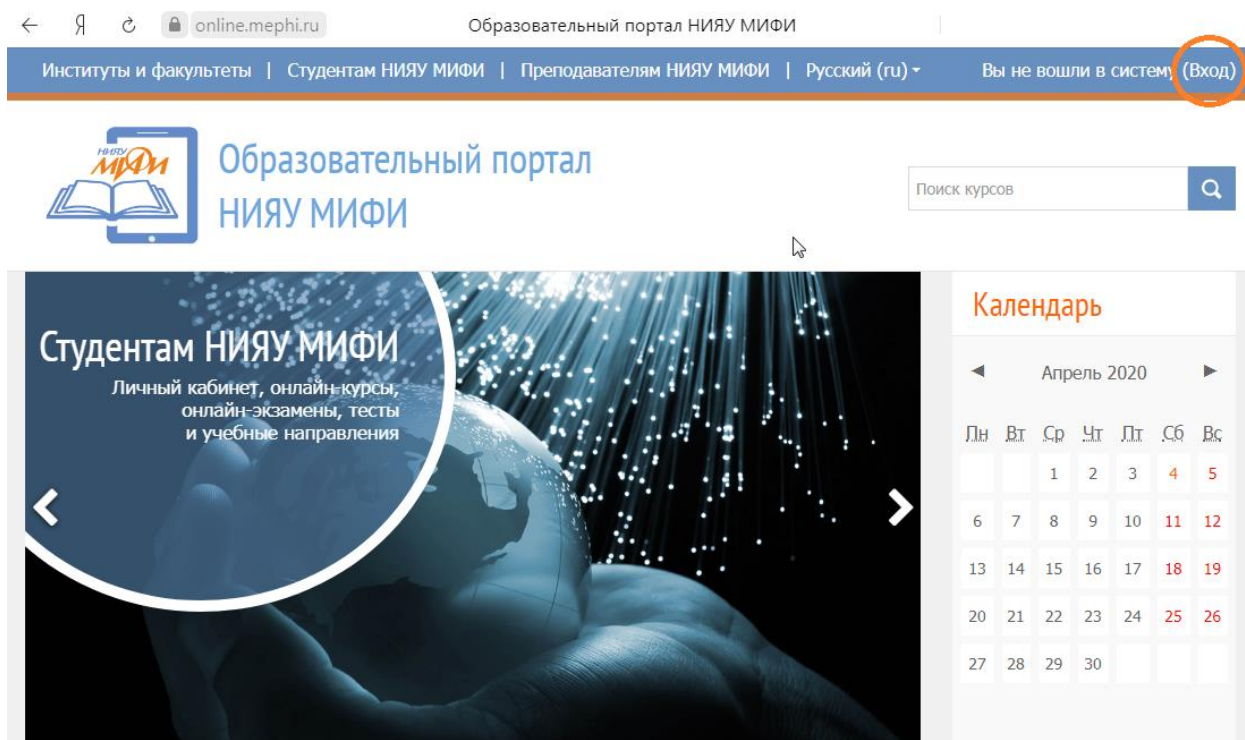 Я online.mephi.ru Образовательный портал НИЯУ МИФИ
Институты и факультеты | Студентам НИЯУ МИФИ | Преподавателям НИЯУ МИФИ | Русский (ru) Вы не вошли в систему (Вход)
НИЯУ
МИФИ
Образовательный портал
НИЯУ МИФИ
Поиск курсов
Студентам НИЯУ МИФИ
Личный кабинет, онлайн-курсы,
онлайн-экзамены, тесты
и учебные направления
Календарь
Апрель 2020
Пн Вт Ср Чт Пт Сб Вс
1 2 3 4 5
6 7 8 9 10 11 12
13 14 15 16 17 18 19
20 21 22 23 24 25 26
27 28 29 30